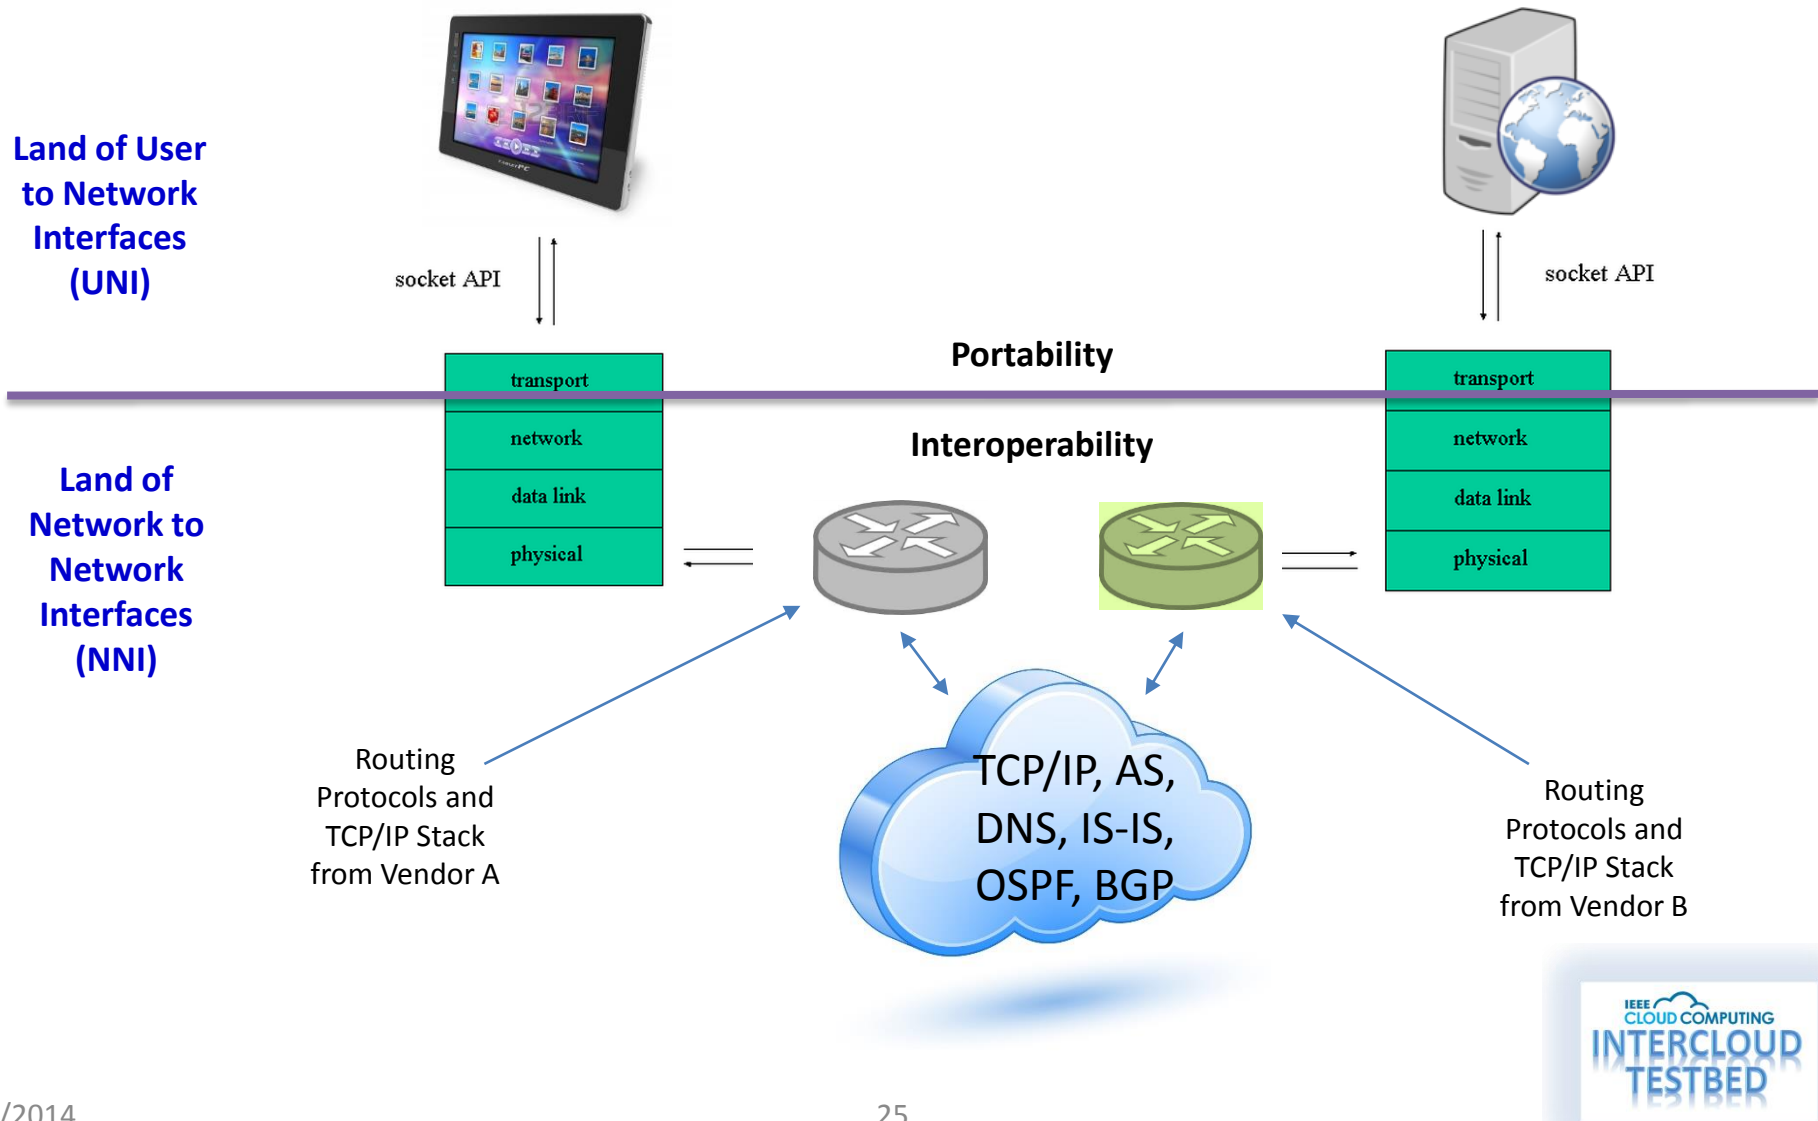 Land of User
to Network
Interfaces
(UNI)
TABLET PC
socket API
socket API
Portability
transport
network
data link
physical
transport
network
data link
physical
Interoperability
Land of
Network to
Network
Interfaces
(NNI)
Routing
Protocols and
TCP/IP Stack
from Vendor A
TCP/IP, AS,
DNS, IS-IS,
OSPF, BGP
Routing
Protocols and
TCP/IP Stack
from Vendor B
IEEE
CLOUD COMPUTING
INTERCLOUD
TESTBED
/2014
25